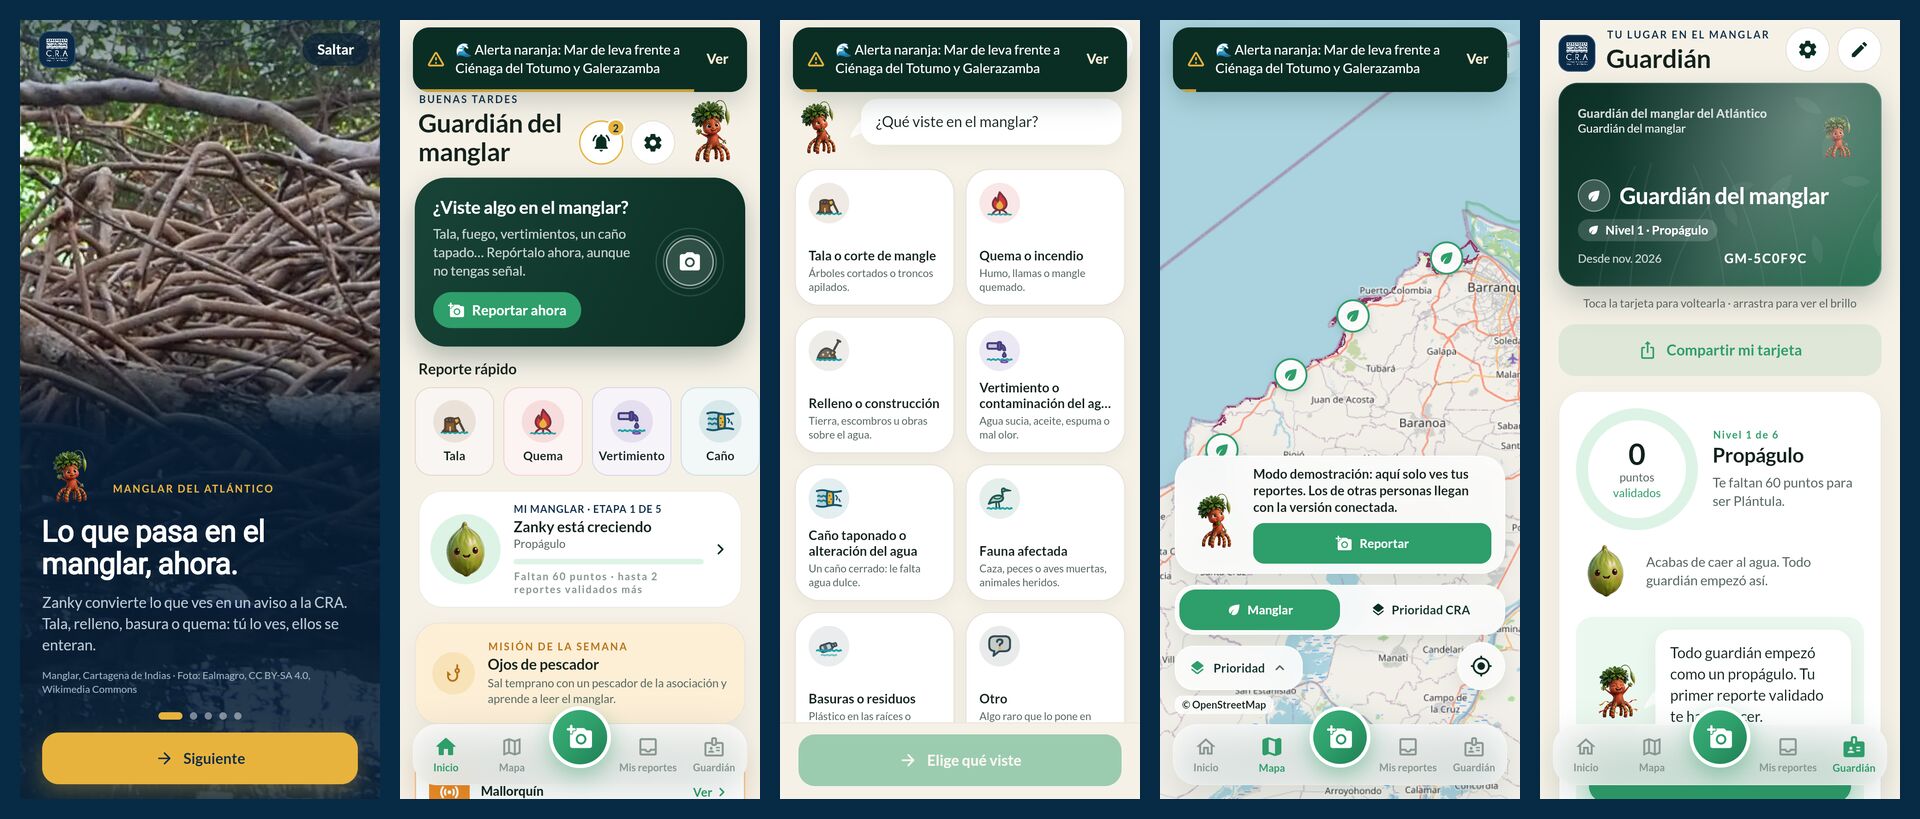 C.R.A
Saltar
MANGLAR DEL ATLÁNTICO
Lo que pasa en el
manglar, ahora.
Zanky convierte lo que ves en un aviso a la CRA.
Tala, relleno, basura o quema: tú lo ves, ellos se
enteran.
Manglar, Cartagena de Indias · Foto: Ealmagro, CC BY-SA 4.0,
Wikimedia Commons
Siguiente
Alerta naranja: Mar de leva frente a
Ciénaga del Totumo y Galerazamba
Ver
BUENAS TARDES
Guardián del
manglar
2
¿Viste algo en el manglar?
Tala, fuego, vertimientos, un caño
tapado... Repórtalo ahora, aunque
no tengas señal.
Reportar ahora
Reporte rápido
Tala
Quema
Vertimiento
Caño
MI MANGLAR · ETAPA 1 DE 5
Zanky está creciendo
Propágulo
Faltan 60 puntos · hasta 2
reportes validados más
MISIÓN DE LA SEMANA
Ojos de pescador
Sal temprano con un pescador de la asociación y
aprende a leer el manglar.
Inicio
Mapa
Mis reportes
Guardián
Mallorquín
Ver
Alerta naranja: Mar de leva frente a
Ciénaga del Totumo y Galerazamba
Ver
¿Qué viste en el manglar?
Tala o corte de mangle
Árboles cortados o troncos
apilados.
Quema o incendio
Humo, llamas o mangle
quemado.
Relleno o construcción
Tierra, escombros u obras
sobre el agua.
Vertimiento o
contaminación del ag...
Agua sucia, aceite, espuma o
mal olor.
Caño taponado o
alteración del agua
Un caño cerrado: le falta
agua dulce.
Fauna afectada
Caza, peces o aves muertas,
animales heridos.
Basuras o residuos
Plástico en las raíces o
Otro
Algo raro que lo pone en
Elige qué viste
Alerta naranja: Mar de leva frente a
Ciénaga del Totumo y Galerazamba
Ver
Puerto Colombia
Barranqu
Galapa
Soleda
Tubará
Malam
Juan de Acosta
Baranoa
Piojó
Modo demostración: aquí solo ves tus
reportes. Los de otras personas llegan
con la versión conectada.
Reportar
Manglar
Prioridad CRA
Prioridad
Manatí
Candel
San Estanislao
Campo de
la Cruz
© OpenStreetMap
Inicio
Mapa
Mis reportes
Guardián
Arroyohondo
Calamar
Concordia
C.R.A
TU LUGAR EN EL MANGLAR
Guardián
Guardián del manglar del Atlántico
Guardián del manglar
Guardián del manglar
Nivel 1 · Propágulo
Desde nov. 2026
GM-5C0F9C
Toca la tarjeta para voltearla · arrastra para ver el brillo
Compartir mi tarjeta
0
puntos
validados
Nivel 1 de 6
Propágulo
Te faltan 60 puntos para
ser Plántula.
Acabas de caer al agua. Todo
guardián empezó así.
Todo guardián empezó
como un propágulo. Tu
primer reporte validado
Inicio
Mapa
Mis reportes
Guardián